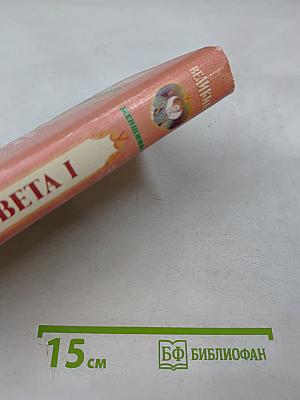 ВЕЛИКИЕ
ЖЕНЩИНЫ
ВЕТА I
15 см
БФ БИБЛИОФАН